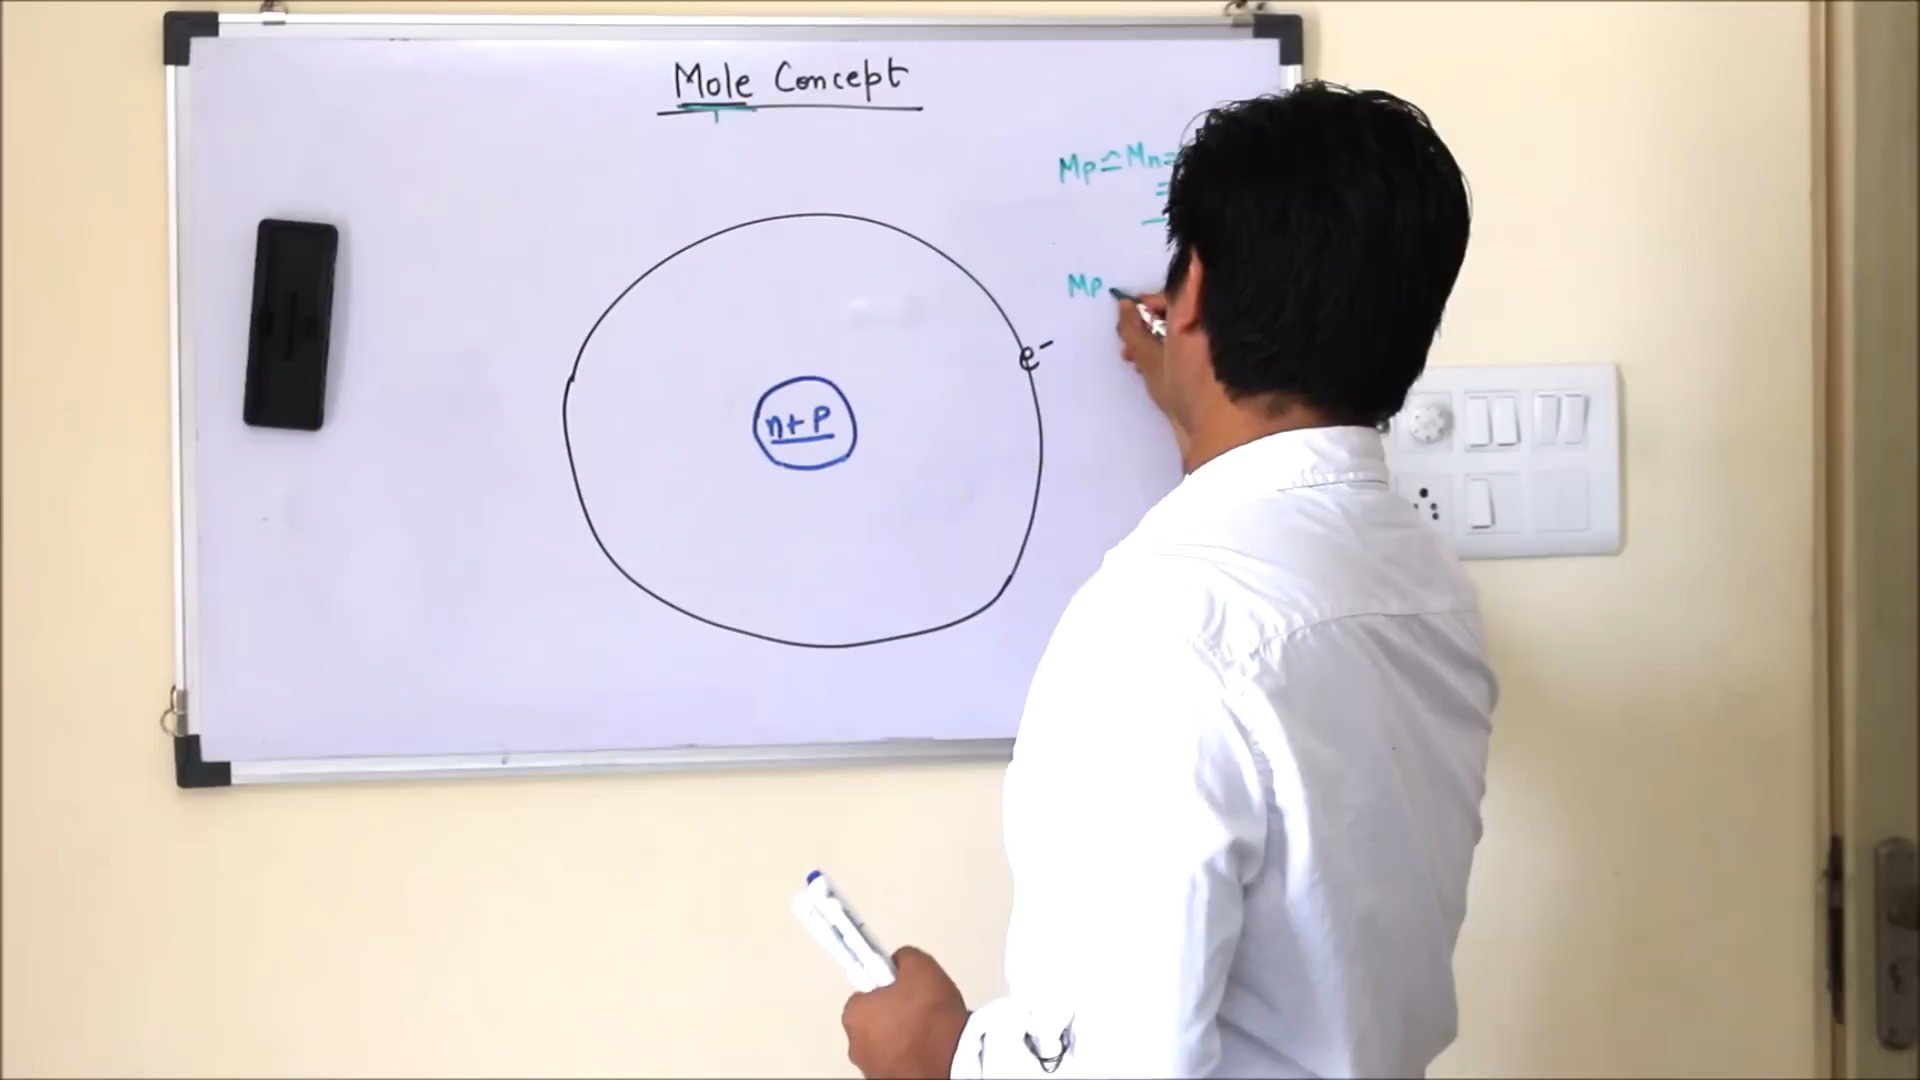 Mole Concept
Mp ≃ Mn =
=
Mp
e-
n+p